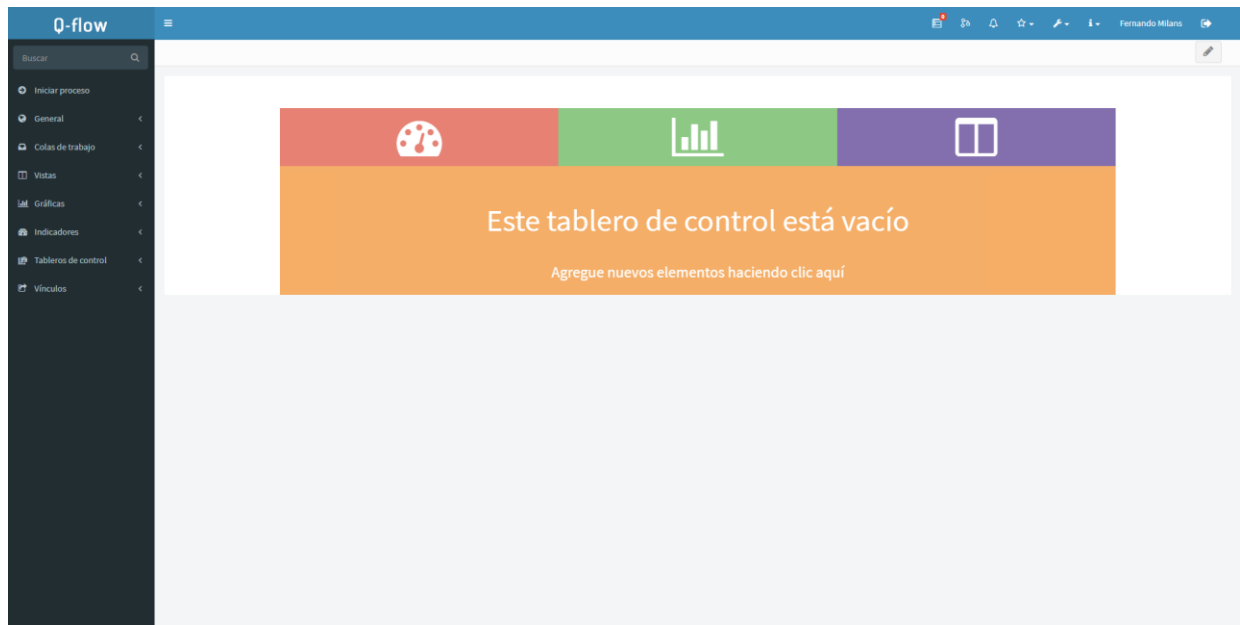 Q-flow
Fernando Milans
Buscar
Iniciar proceso
General
Colas de trabajo
Vistas
Gráficas
Indicadores
Tableros de control
Vínculos
Este tablero de control está vacío
Agregue nuevos elementos haciendo clic aquí